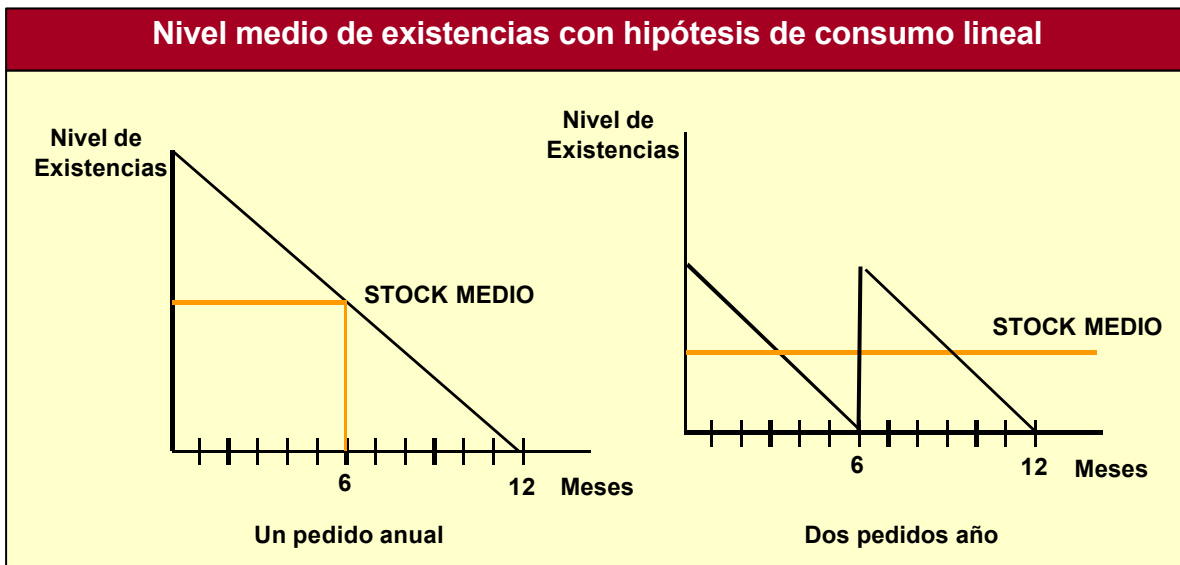 Nivel medio de existencias con hipótesis de consumo lineal
Nivel de
Existencias
STOCK MEDIO
6
12
Meses
Un pedido anual
Nivel de
Existencias
STOCK MEDIO
6
12
Meses
Dos pedidos año